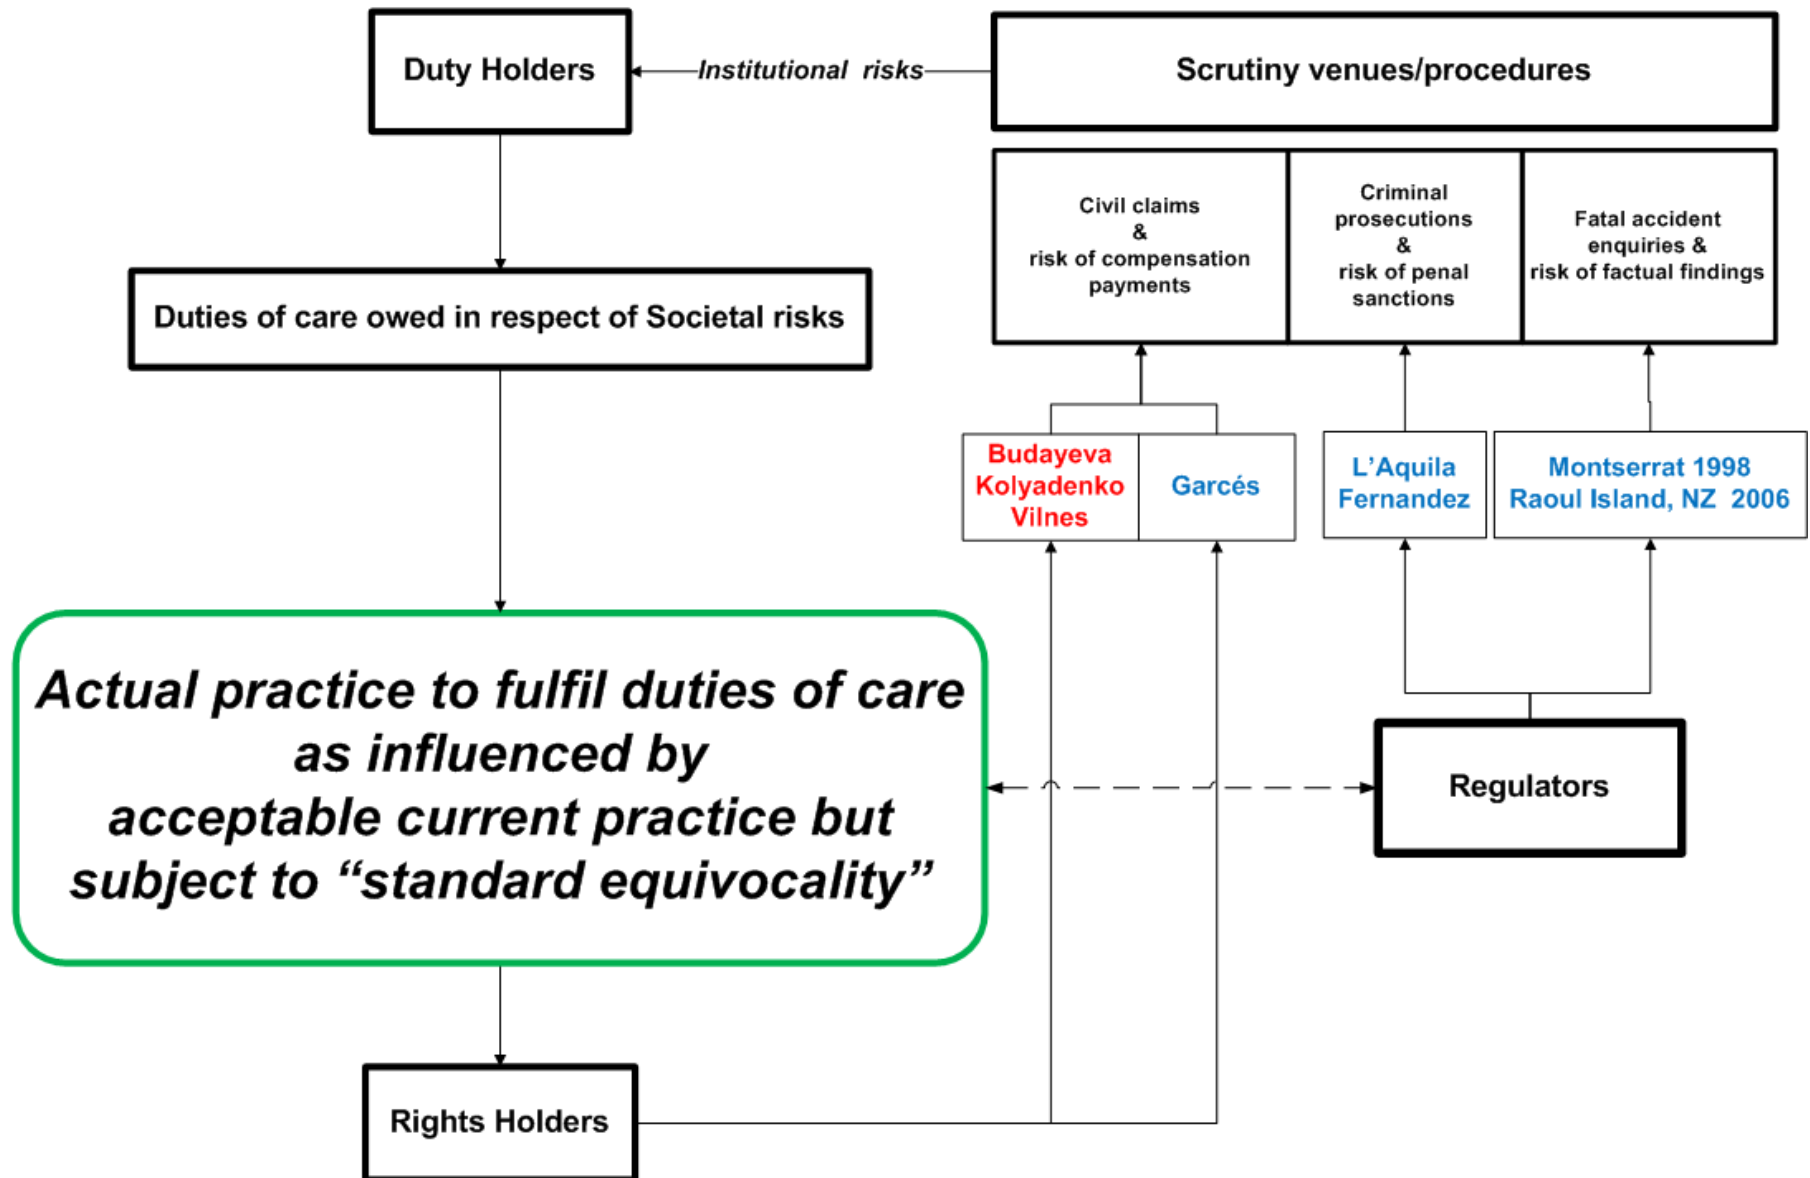 Duty Holders
Institutional risks
Scrutiny venues/procedures
Civil claims
&
risk of compensation
payments
Criminal
prosecutions
&
risk of penal
sanctions
Fatal accident
enquiries &
risk of factual findings
Duties of care owed in respect of Societal risks
Budayeva
Kolyadenko
Vilnes
Garcés
L’Aquila
Fernandez
Montserrat 1998
Raoul Island, NZ 2006
Actual practice to fulfil duties of care
as influenced by
acceptable current practice but
subject to “standard equivocality”
Regulators
Rights Holders